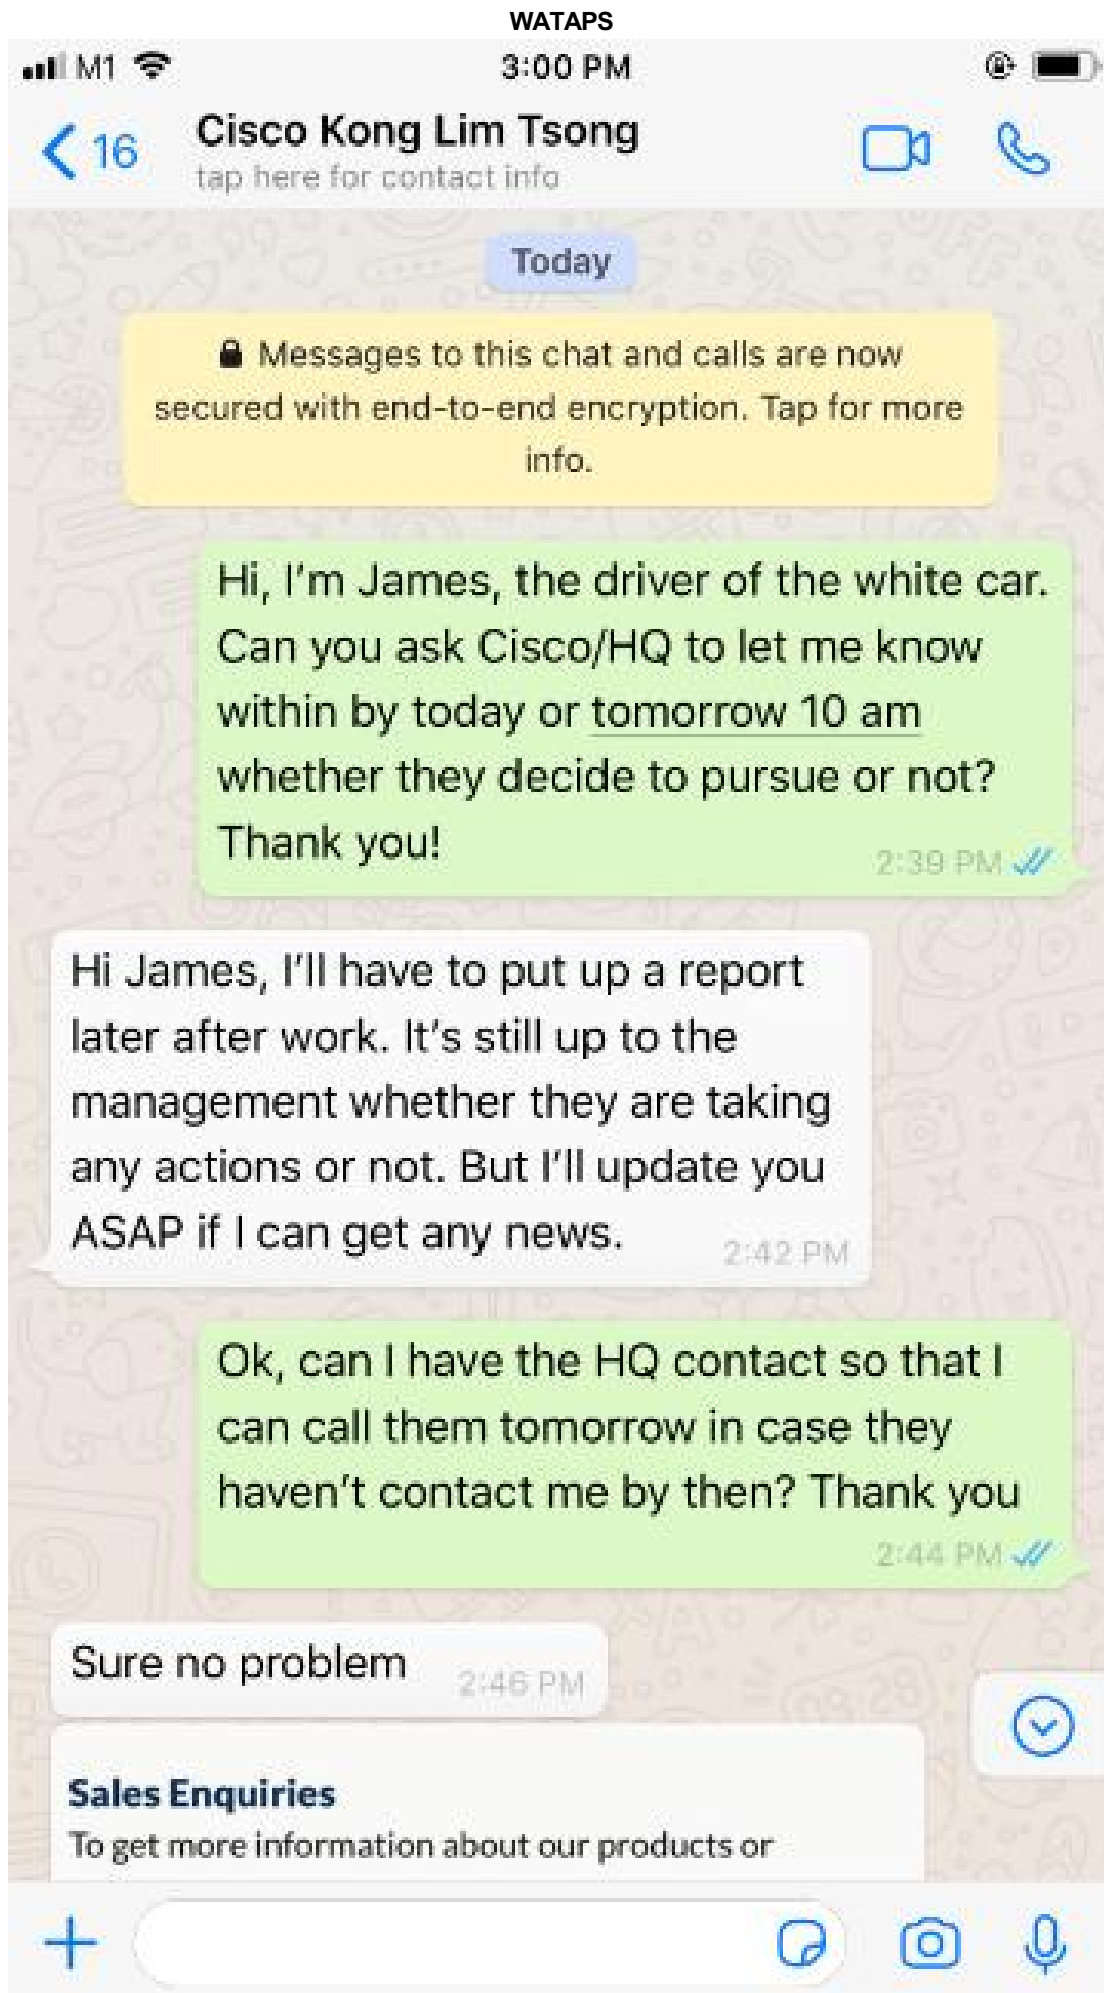 WATAPS
M1 3:00 PM
16 Cisco Kong Lim Tsong
tap here for contact info
Today
Messages to this chat and calls are now
secured with end-to-end encryption. Tap for more
info.
Hi, I'm James, the driver of the white car.
Can you ask Cisco/HQ to let me know
within by today or tomorrow 10 am
whether they decide to pursue or not?
Thank you!
2:39 PM
Hi James, I'll have to put up a report
later after work. It's still up to the
management whether they are taking
any actions or not. But I'll update you
ASAP if I can get any news.
2:42 PM
Ok, can I have the HQ contact so that I
can call them tomorrow in case they
haven't contact me by then? Thank you
2:44 PM
Sure no problem
2:46 PM
Sales Enquiries
To get more information about our products or